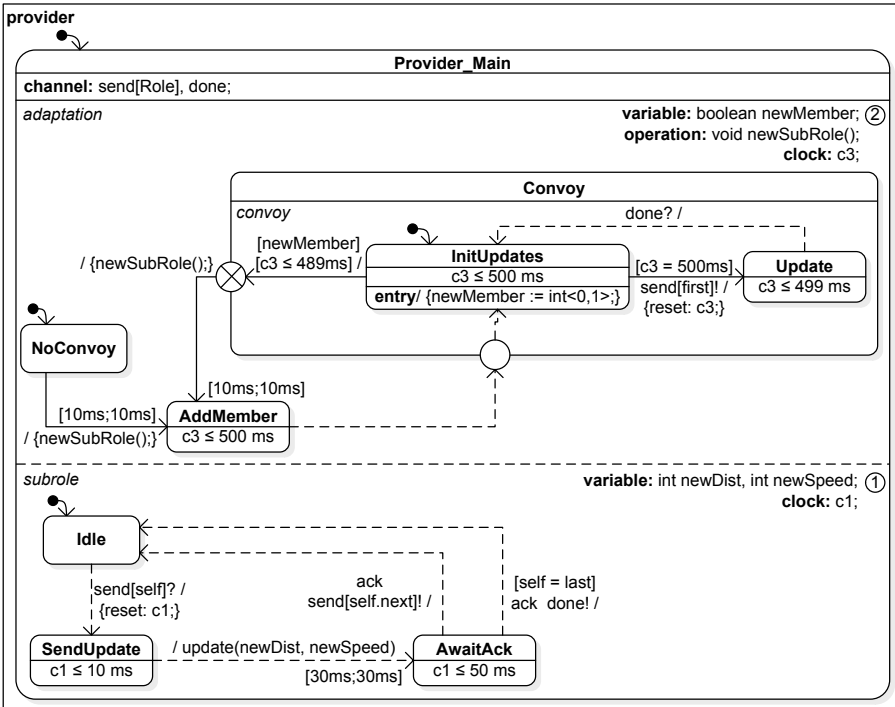 provider
Provider_Main
channel: send[Role], done;
adaptation
variable: boolean newMember; ②
operation: void newSubRole();
clock: c3;
Convoy
convoy
done? /
[newMember]
[c3 ≤ 489ms] /
InitUpdates
c3 ≤ 500 ms
entry/ {newMember := int<0,1>;}
[c3 = 500ms]
send[first]! /
{reset: c3;}
Update
c3 ≤ 499 ms
/ {newSubRole();}
NoConvoy
[10ms;10ms]
[10ms;10ms]
/ {newSubRole();}
AddMember
c3 ≤ 500 ms
subrole
variable: int newDist, int newSpeed; ①
clock: c1;
Idle
send[self]? /
{reset: c1;}
ack
send[self.next]! /
[self = last]
ack done! /
SendUpdate
c1 ≤ 10 ms
/ update(newDist, newSpeed)
[30ms;30ms]
AwaitAck
c1 ≤ 50 ms